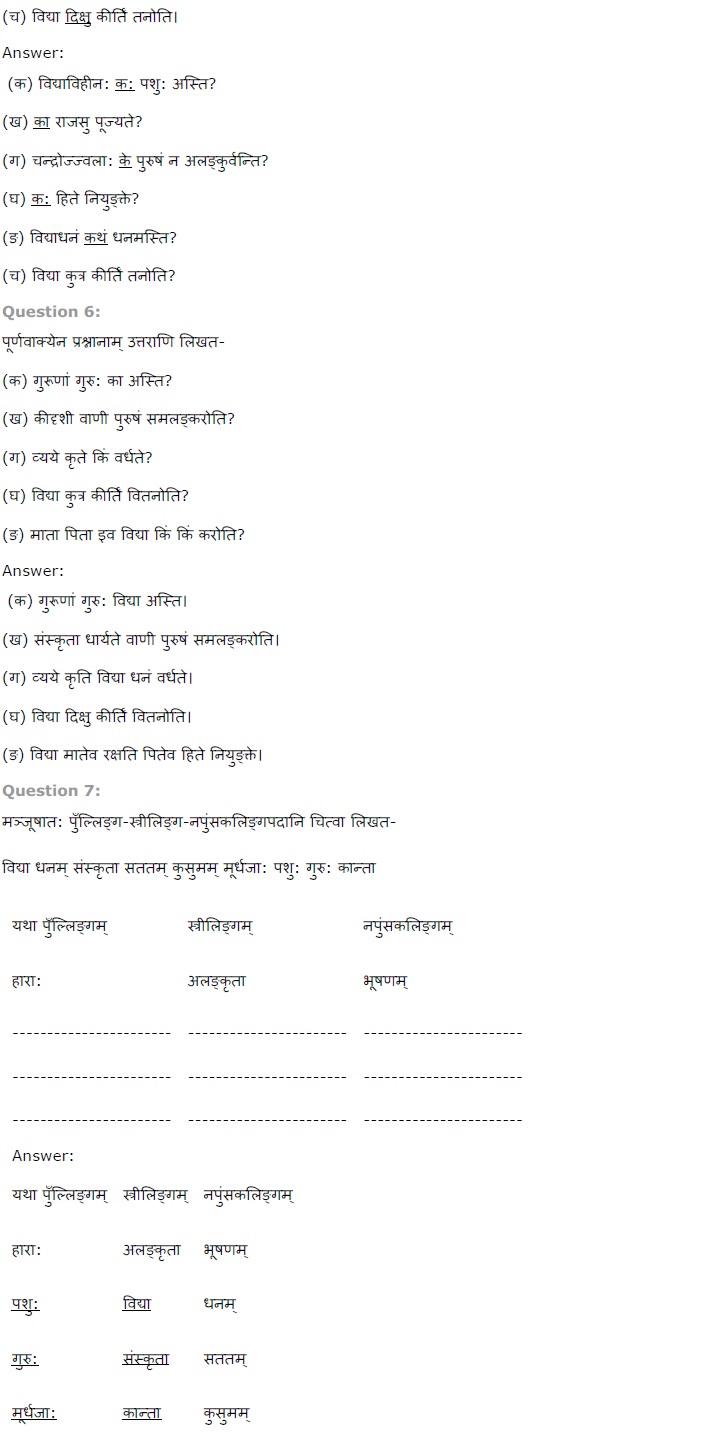 (च) विद्या दिक्षु कीर्तिं तनोति।
Answer:
(क) विद्याविहीन: क: पशु: अस्ति?
(ख) का राजसु पूज्यते?
(ग) चन्द्रोज्ज्वला: के पुरुषं न अलङ्कुर्वन्ति?
(घ) क: हिते नियुङ्क्ते?
(ङ) विद्याधनं कथं धनमस्ति?
(च) विद्या कुत्र कीर्तिं तनोति?
Question 6:
पूर्णवाक्येन प्रश्नानाम् उत्तराणि लिखत-
(क) गुरूणां गुरु: का अस्ति?
(ख) कीदृशी वाणी पुरुषं समलङ्करोति?
(ग) व्यये कृते किं वर्धते?
(घ) विद्या कुत्र कीर्तिं वितनोति?
(ङ) माता पिता इव विद्या किं किं करोति?
Answer:
(क) गुरूणां गुरु: विद्या अस्ति।
(ख) संस्कृता धार्यते वाणी पुरुषं समलङ्करोति।
(ग) व्यये कृति विद्या धनं वर्धते।
(घ) विद्या दिक्षु कीर्तिं वितनोति।
(ङ) विद्या मातेव रक्षति पितेव हिते नियुङ्क्ते।
Question 7:
मञ्जूषात: पुँल्लिङ्ग-स्त्रीलिङ्ग-नपुंसकलिङ्गपदानि चित्वा लिखत-
विद्या धनम् संस्कृता सततम् कुसुमम् मूर्धजा: पशु: गुरु: कान्ता
यथा पुँल्लिङ्गम् स्त्रीलिङ्गम् नपुंसकलिङ्गम्
हारा: अलङ्कृता भूषणम्
----------------------- ----------------------- -----------------------
----------------------- ----------------------- -----------------------
----------------------- ----------------------- -----------------------
Answer:
यथा पुँल्लिङ्गम् स्त्रीलिङ्गम् नपुंसकलिङ्गम्
हारा: अलङ्कृता भूषणम्
पशु: विद्या धनम्
गुरु: संस्कृता सततम्
मूर्धजा: कान्ता कुसुमम्